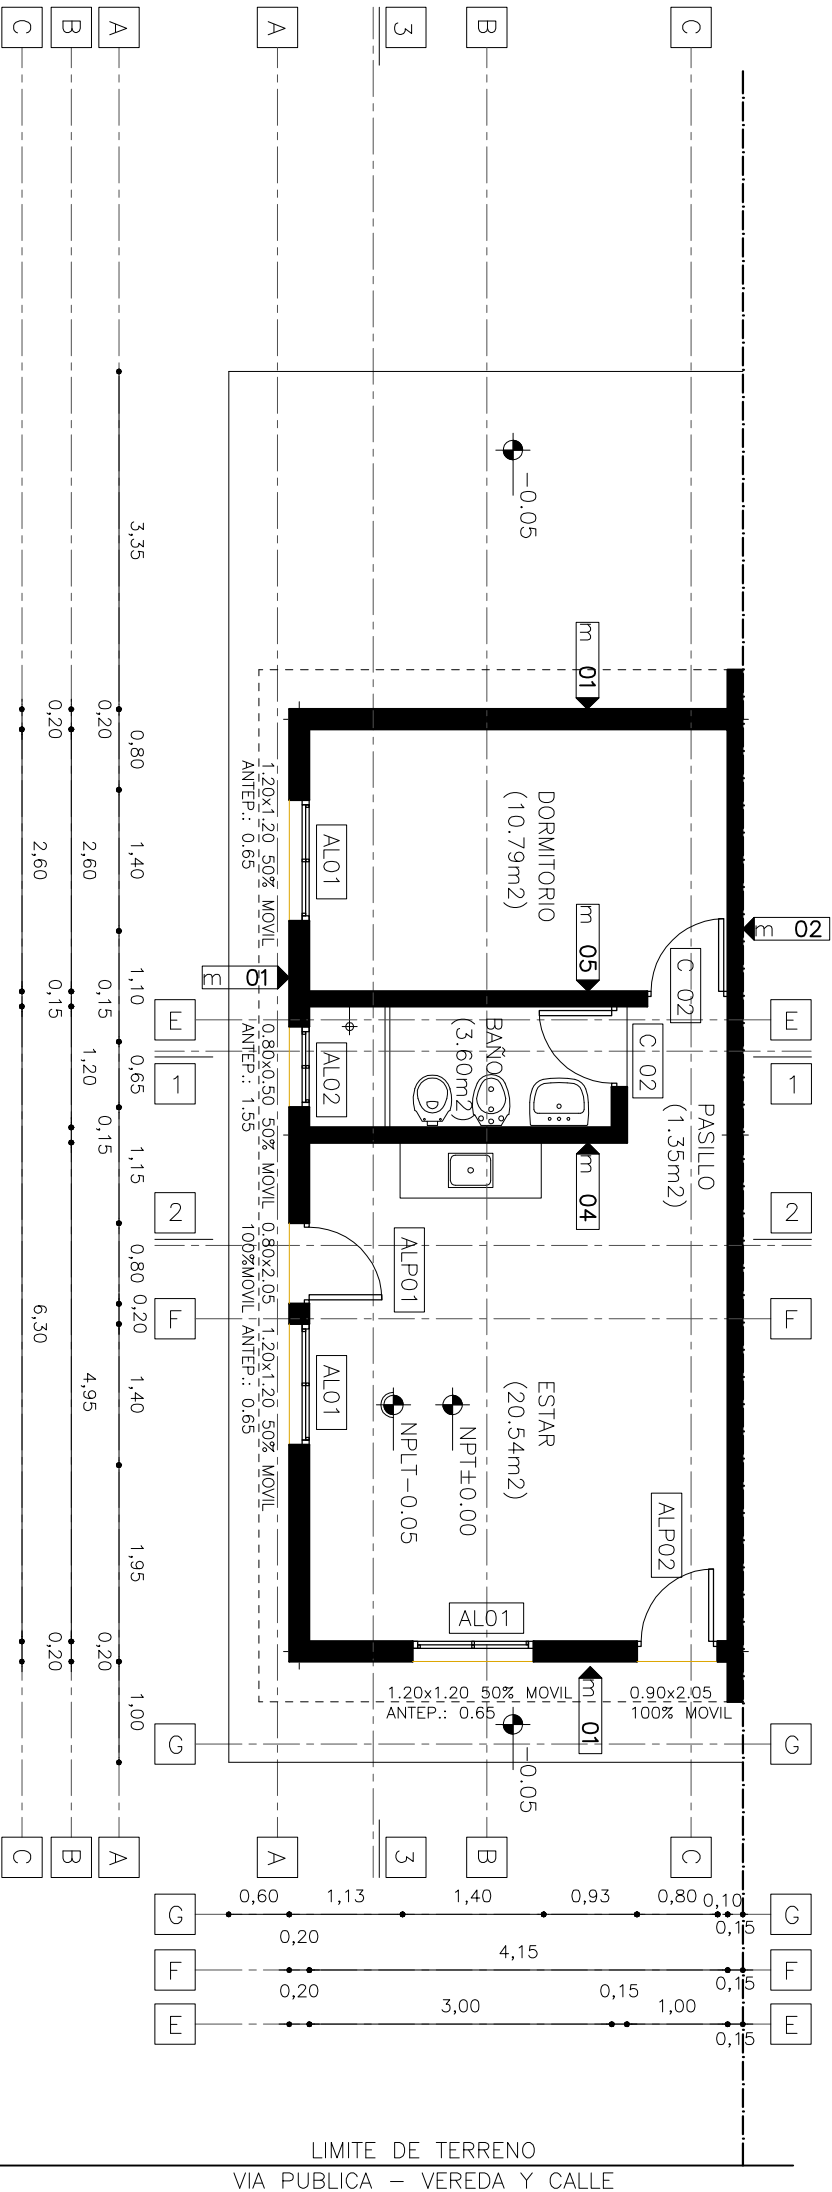 C
B
A
A
3
B
C
-0.05
3,35
m 01
0,20
0,20
0,80
1.20x1.20 50% MOVIL
ANTEP.: 0.65
DORMITORIO
(10.79m2)
AL01
2,60
2,60
1,40
m 05
m 02
m 01
C 02
0,15
0,15
1,10
E
E
1
1
0.80x0.50 50% MOVIL
ANTEP.: 1.55
AL02
BAÑO
(3.60m2)
C 02
1,20
0,65
PASILLO
(1.35m2)
0,15
1,15
m 04
2
2
0.80x2.05
100%MOVIL
ALP01
0,80
0,20
F
F
6,30
4,95
1,40
1.20x1.20 50% MOVIL
ANTEP.: 0.65
AL01
ESTAR
(20.54m2)
NPT±0.00
NPLT-0.05
ALP02
1,95
AL01
0,20
0,20
1,00
1.20x1.20 50% MOVIL
ANTEP.: 0.65
0.90x2.05
100% MOVIL
m 01
-0.05
G
G
C
B
A
A
3
B
C
G
0,60
1,13
1,40
0,93
0,80
0,10
0,15
G
F
0,20
4,15
0,15
F
E
0,20
3,00
0,15
1,00
0,15
E
LIMITE DE TERRENO
VIA PUBLICA - VEREDA Y CALLE